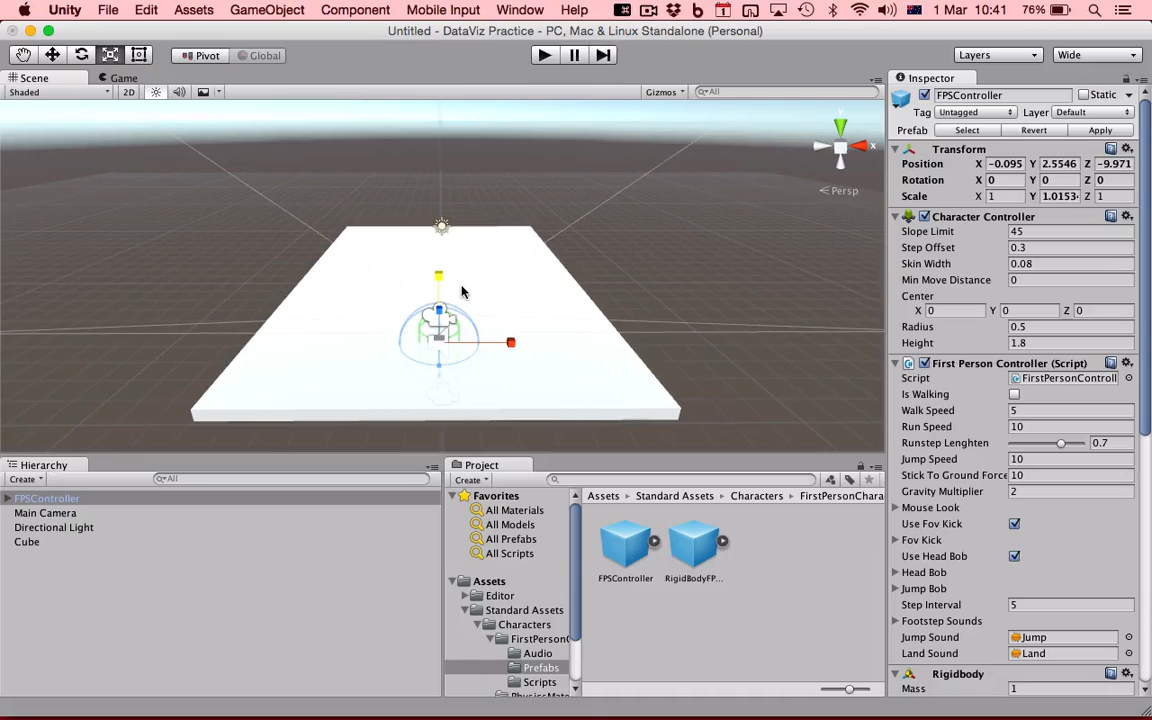 Unity File Edit Assets GameObject Component Mobile Input Window Help 1 Mar 10:41 76%
Untitled - DataViz Practice - PC, Mac & Linux Standalone (Personal)
Pivot Global Layers Wide
Scene Game
Shaded 2D Gizmos All
x
Persp
Inspector
FPSController Static
Tag Untagged Layer Default
Prefab Select Revert Apply
Transform
Position X -0.095 Y 2.5546 Z -9.971
Rotation X 0 Y 0 Z 0
Scale X 1 Y 1.0153 Z 1
Character Controller
Slope Limit 45
Step Offset 0.3
Skin Width 0.08
Min Move Distance 0
Center
X 0 Y 0 Z 0
Radius 0.5
Height 1.8
First Person Controller (Script)
Script FirstPersonControll
Is Walking
Walk Speed 5
Run Speed 10
Runstep Lenghten 0.7
Jump Speed 10
Stick To Ground Force 10
Gravity Multiplier 2
Mouse Look
Use Fov Kick
Fov Kick
Use Head Bob
Head Bob
Jump Bob
Step Interval 5
Footstep Sounds
Jump Sound Jump
Land Sound Land
Rigidbody
Mass 1
Hierarchy
Create All
FPSController
Main Camera
Directional Light
Cube
Project
Create
Favorites
All Materials
All Models
All Prefabs
All Scripts
Assets
Editor
Standard Assets
Characters
FirstPersonC
Audio
Prefabs
Scripts
PhysicsMate
Assets Standard Assets Characters FirstPersonChara
FPSController RigidBodyFP...